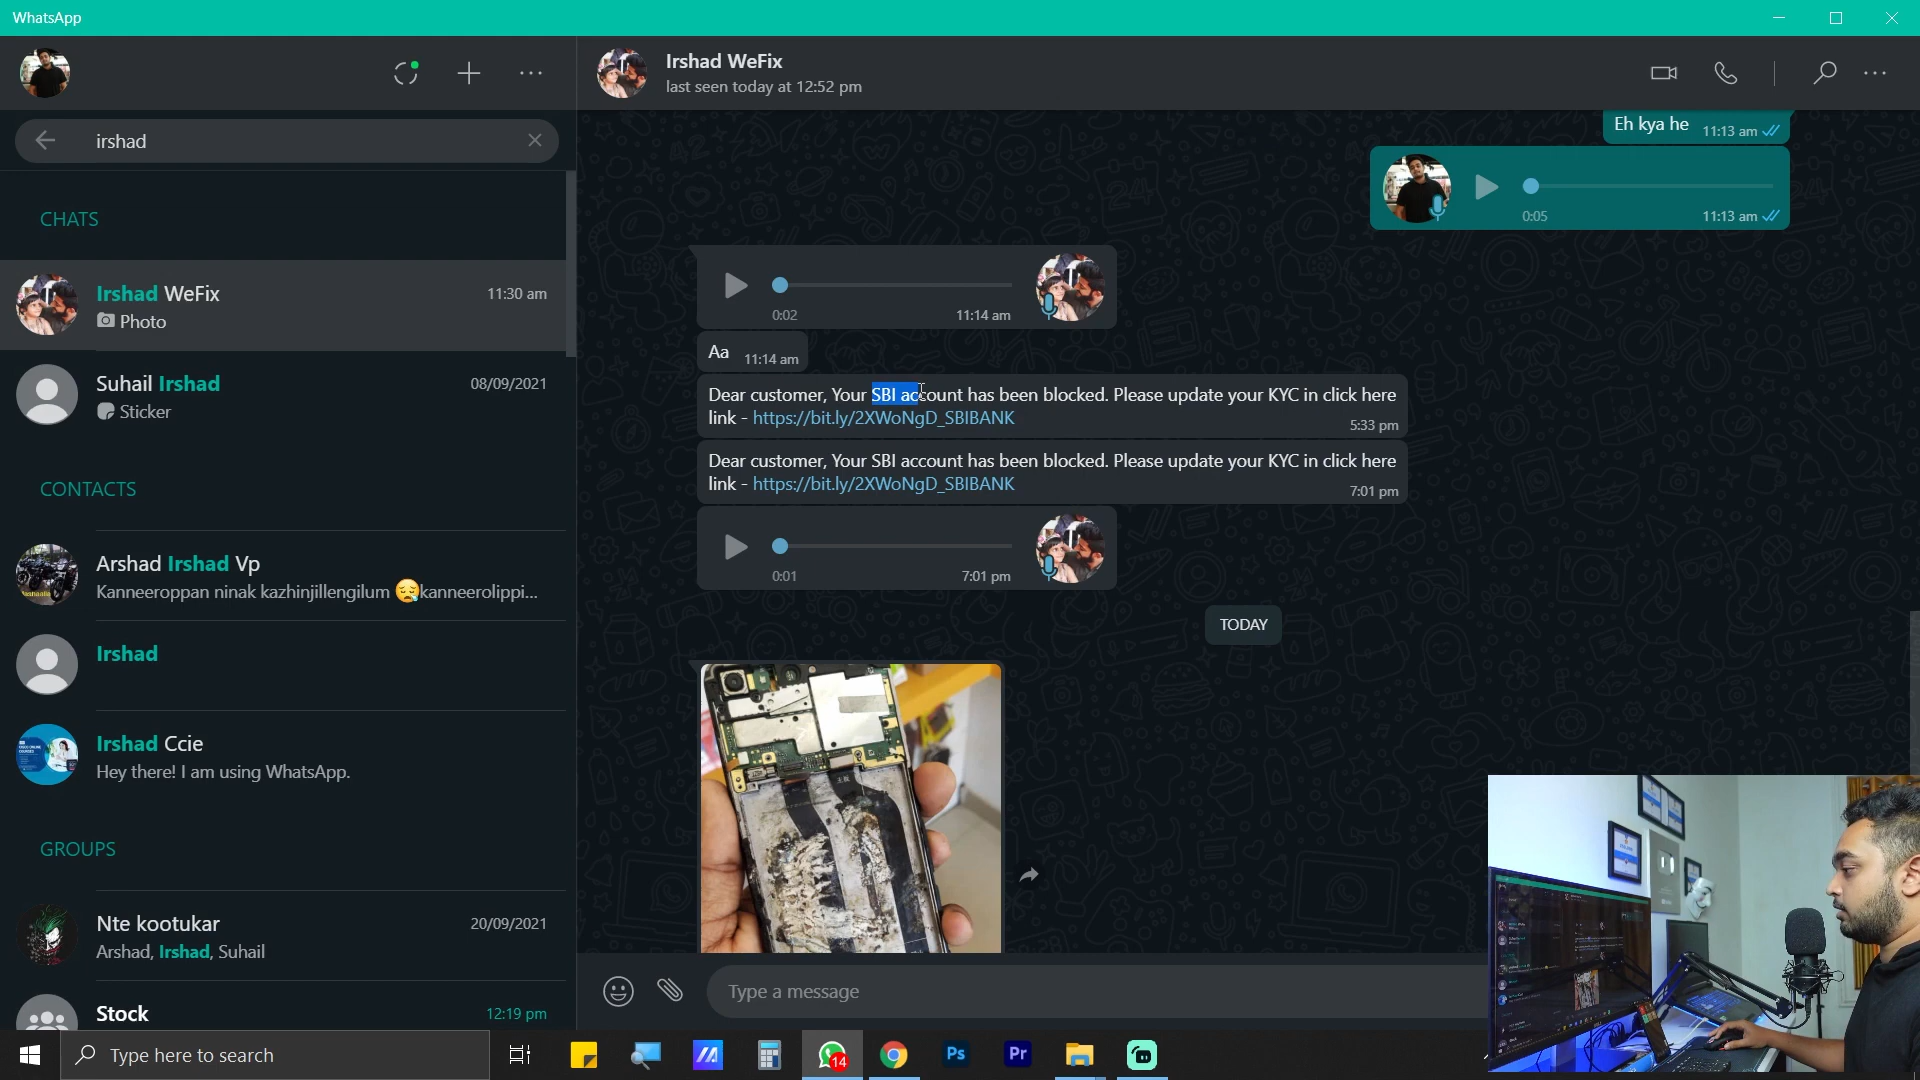 WhatsApp
irshad
CHATS
Irshad WeFix
11:30 am
Photo
Suhail Irshad
08/09/2021
Sticker
CONTACTS
Arshad Irshad Vp
Kanneeroppan ninak kazhinjillengilum 😪kanneerolippi...
Irshad
Irshad Ccie
Hey there! I am using WhatsApp.
GROUPS
Nte kootukar
20/09/2021
Arshad, Irshad, Suhail
Stock
12:19 pm
Irshad WeFix
last seen today at 12:52 pm
Eh kya he 11:13 am
0:05 11:13 am
0:02 11:14 am
Aa 11:14 am
Dear customer, Your SBI account has been blocked. Please update your KYC in click here
link - https://bit.ly/2XWoNgD_SBIBANK
5:33 pm
Dear customer, Your SBI account has been blocked. Please update your KYC in click here
link - https://bit.ly/2XWoNgD_SBIBANK
7:01 pm
0:01 7:01 pm
TODAY
Type a message
Type here to search
14
Ps
Pr